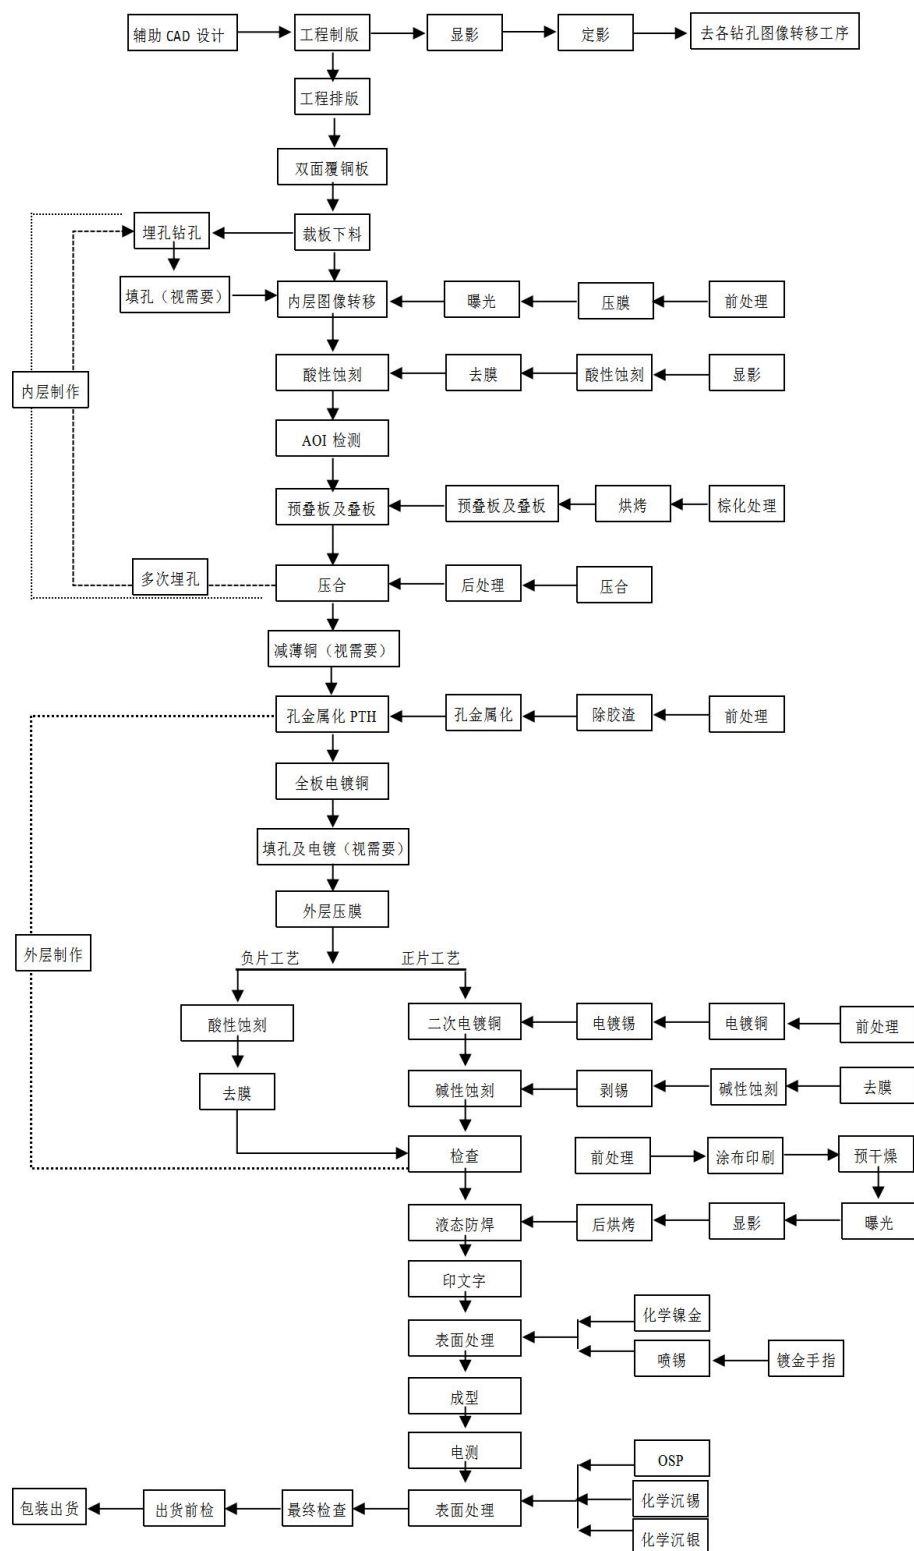 辅助 CAD 设计
工程制版
显影
定影
去各钻孔图像转移工序
工程排版
双面覆铜板
埋孔钻孔
裁板下料
填孔（视需要）
内层图像转移
曝光
压膜
前处理
内层制作
酸性蚀刻
去膜
酸性蚀刻
显影
AOI 检测
预叠板及叠板
预叠板及叠板
烘烤
棕化处理
多次埋孔
压合
后处理
压合
减薄铜（视需要）
孔金属化 PTH
孔金属化
除胶渣
前处理
全板电镀铜
填孔及电镀（视需要）
外层压膜
外层制作
负片工艺
正片工艺
酸性蚀刻
二次电镀铜
电镀锡
电镀铜
前处理
去膜
碱性蚀刻
剥锡
碱性蚀刻
去膜
检查
前处理
涂布印刷
预干燥
液态防焊
后烘烤
显影
曝光
印文字
化学镍金
表面处理
喷锡
镀金手指
成型
电测
OSP
包装出货
出货前检
最终检查
表面处理
化学沉锡
化学沉银